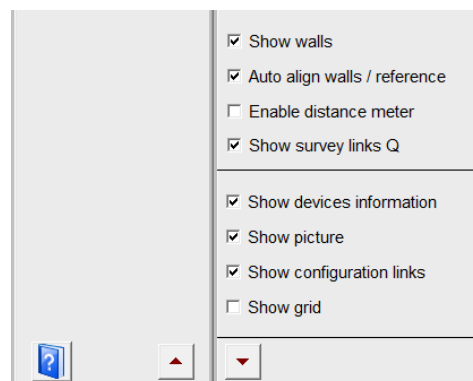 Show walls
Auto align walls / reference
Enable distance meter
Show survey links Q
Show devices information
Show picture
Show configuration links
Show grid
?